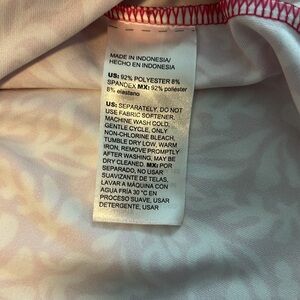 MADE IN INDONESIA/
HECHO EN INDONESIA
US: 92% POLYESTER 8%
SPANDEX MX: 92% poliéster
8% elastano
US: SEPARATELY, DO NOT
USE FABRIC SOFTENER,
MACHINE WASH COLD,
GENTLE CYCLE, ONLY
NON-CHLORINE BLEACH,
TUMBLE DRY LOW, WARM
IRON, REMOVE PROMPTLY
AFTER WASHING, MAY BE
DRY CLEANED. MX: POR
SEPARADO, NO USAR
SUAVIZANTE DE TELAS,
LAVAR A MÁQUINA CON
AGUA FRÍA 30 °C EN
PROCESO SUAVE, USAR
DETERGENTE, USAR